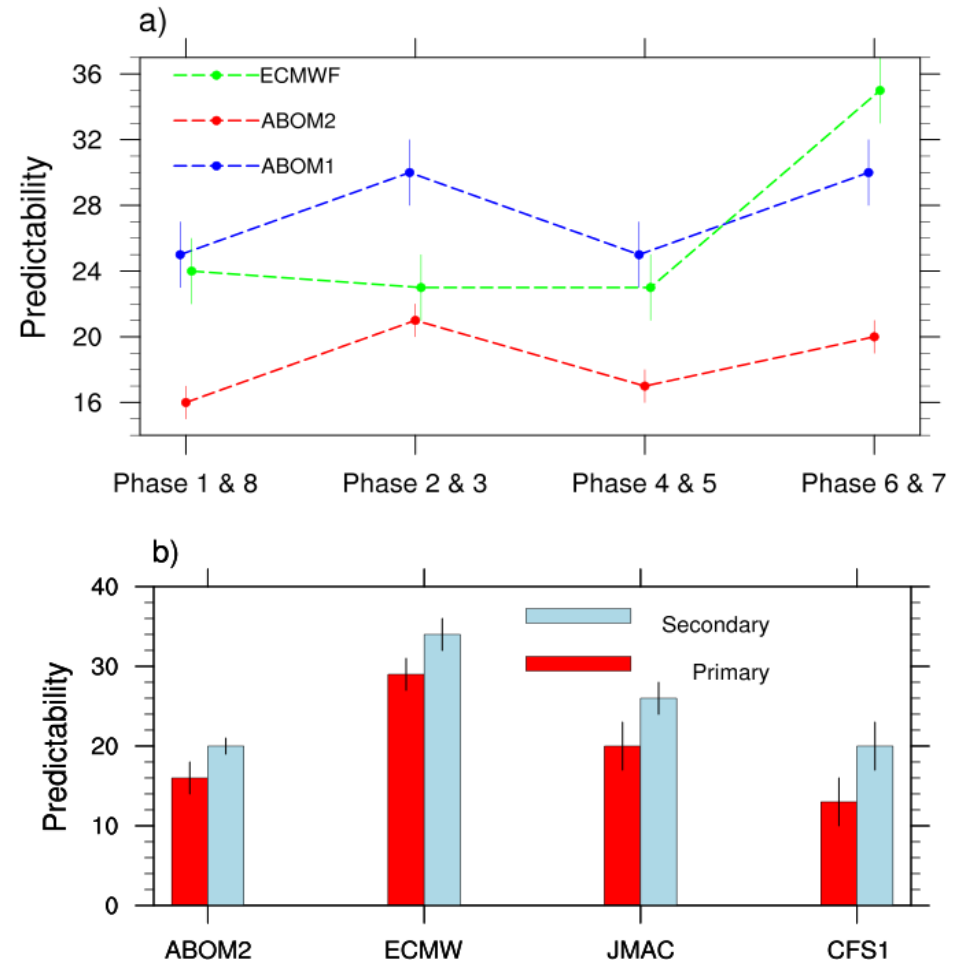 a)
36
32
28
24
20
16
Predictability
ECMWF
ABOM2
ABOM1
Phase 1 & 8 Phase 2 & 3 Phase 4 & 5 Phase 6 & 7
b)
40
30
20
10
0
Predictability
Secondary
Primary
ABOM2 ECMW JMAC CFS1